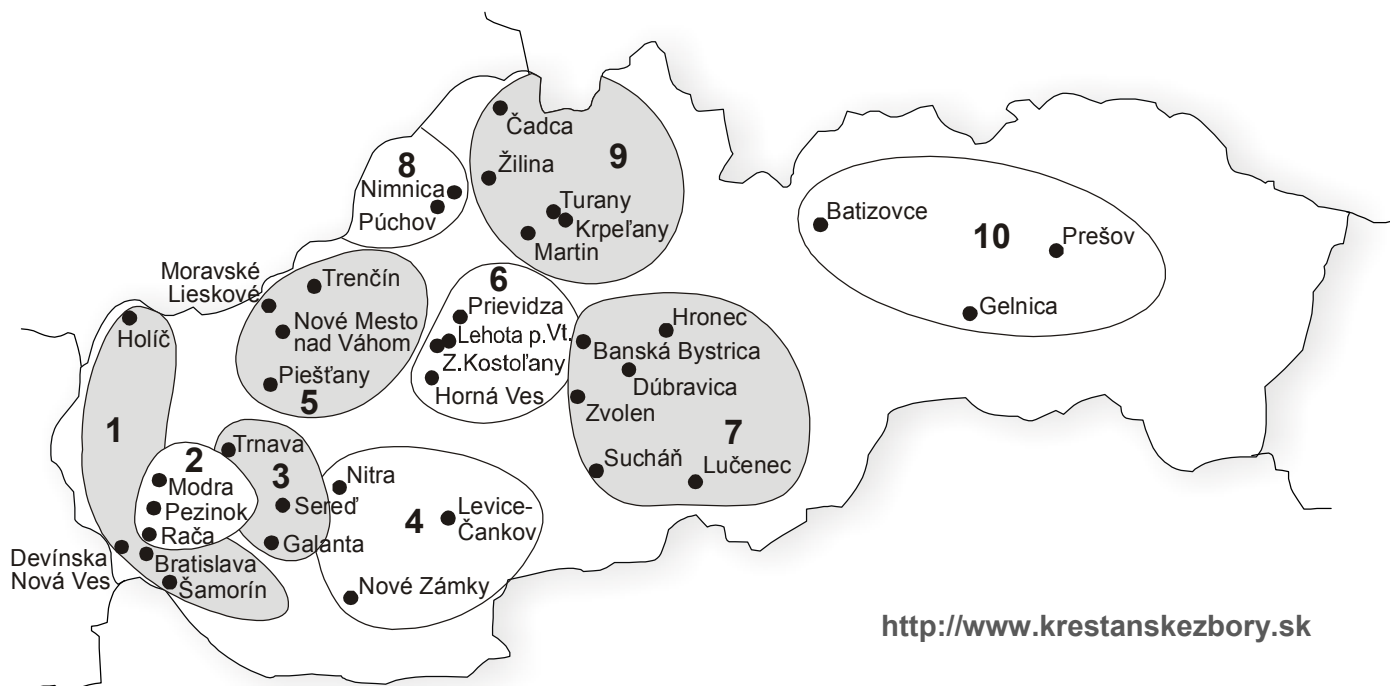 Čadca
9
Žilina
Turany
Krpeľany
Martin
8
Nimnica
Púchov
Batizovce
10
Prešov
Gelnica
Moravské
Lieskové
Trenčín
Nové Mesto
nad Váhom
Piešťany
5
6
Prievidza
Lehota p.Vt.
Z.Kostoľany
Horná Ves
Hronec
Banská Bystrica
Dúbravica
Zvolen
7
Sucháň
Lučenec
Holíč
1
2
Modra
Pezinok
Rača
Devínska
Nová Ves
Bratislava
Šamorín
Trnava
3
Sereď
Galanta
Nitra
4
Levice-
Čankov
Nové Zámky
http://www.krestanskezbory.sk